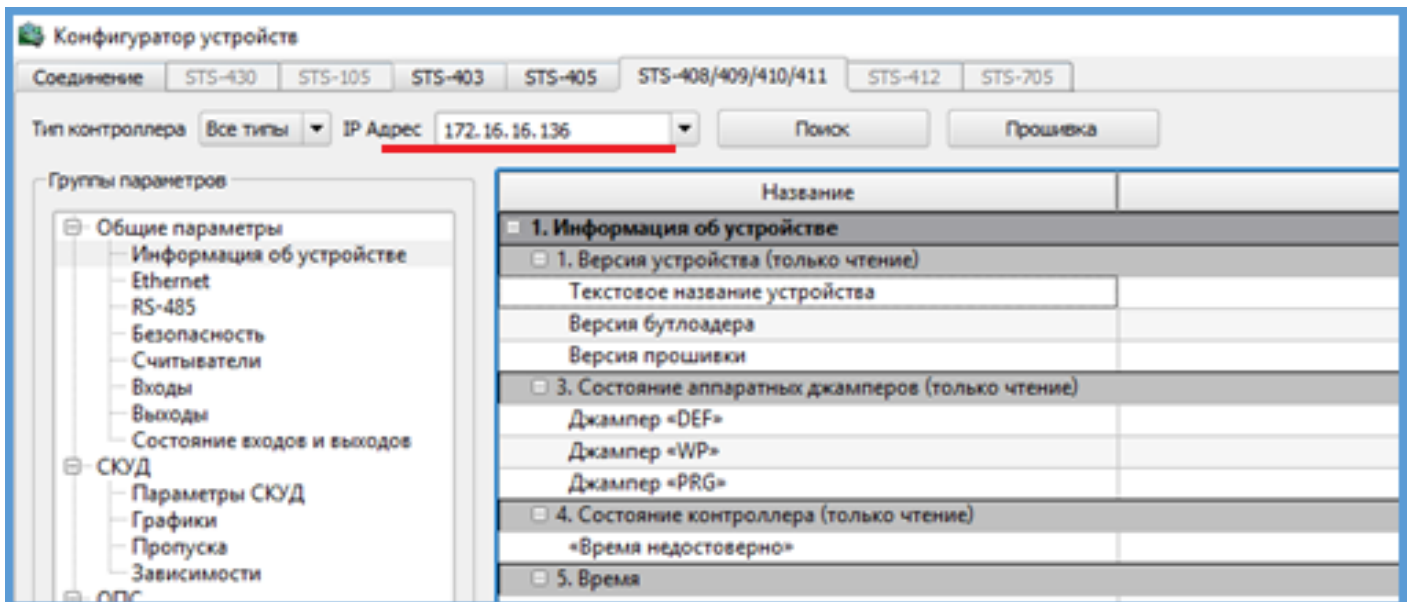 Конфигуратор устройств
Соединение STS-430 STS-105 STS-403 STS-405 STS-408/409/410/411 STS-412 STS-705
Тип контроллера Все типы IP Адрес 172.16.16.136 Поиск Прошивка
Группы параметров
Общие параметры
Информация об устройстве
Ethernet
RS-485
Безопасность
Считыватели
Входы
Выходы
Состояние входов и выходов
СКУД
Параметры СКУД
Графики
Пропуска
Зависимости
ОПС
Название
1. Информация об устройстве
1. Версия устройства (только чтение)
Текстовое название устройства
Версия бутлоадера
Версия прошивки
3. Состояние аппаратных джамперов (только чтение)
Джампер «DEF»
Джампер «WP»
Джампер «PRG»
4. Состояние контроллера (только чтение)
«Время недостоверно»
5. Время